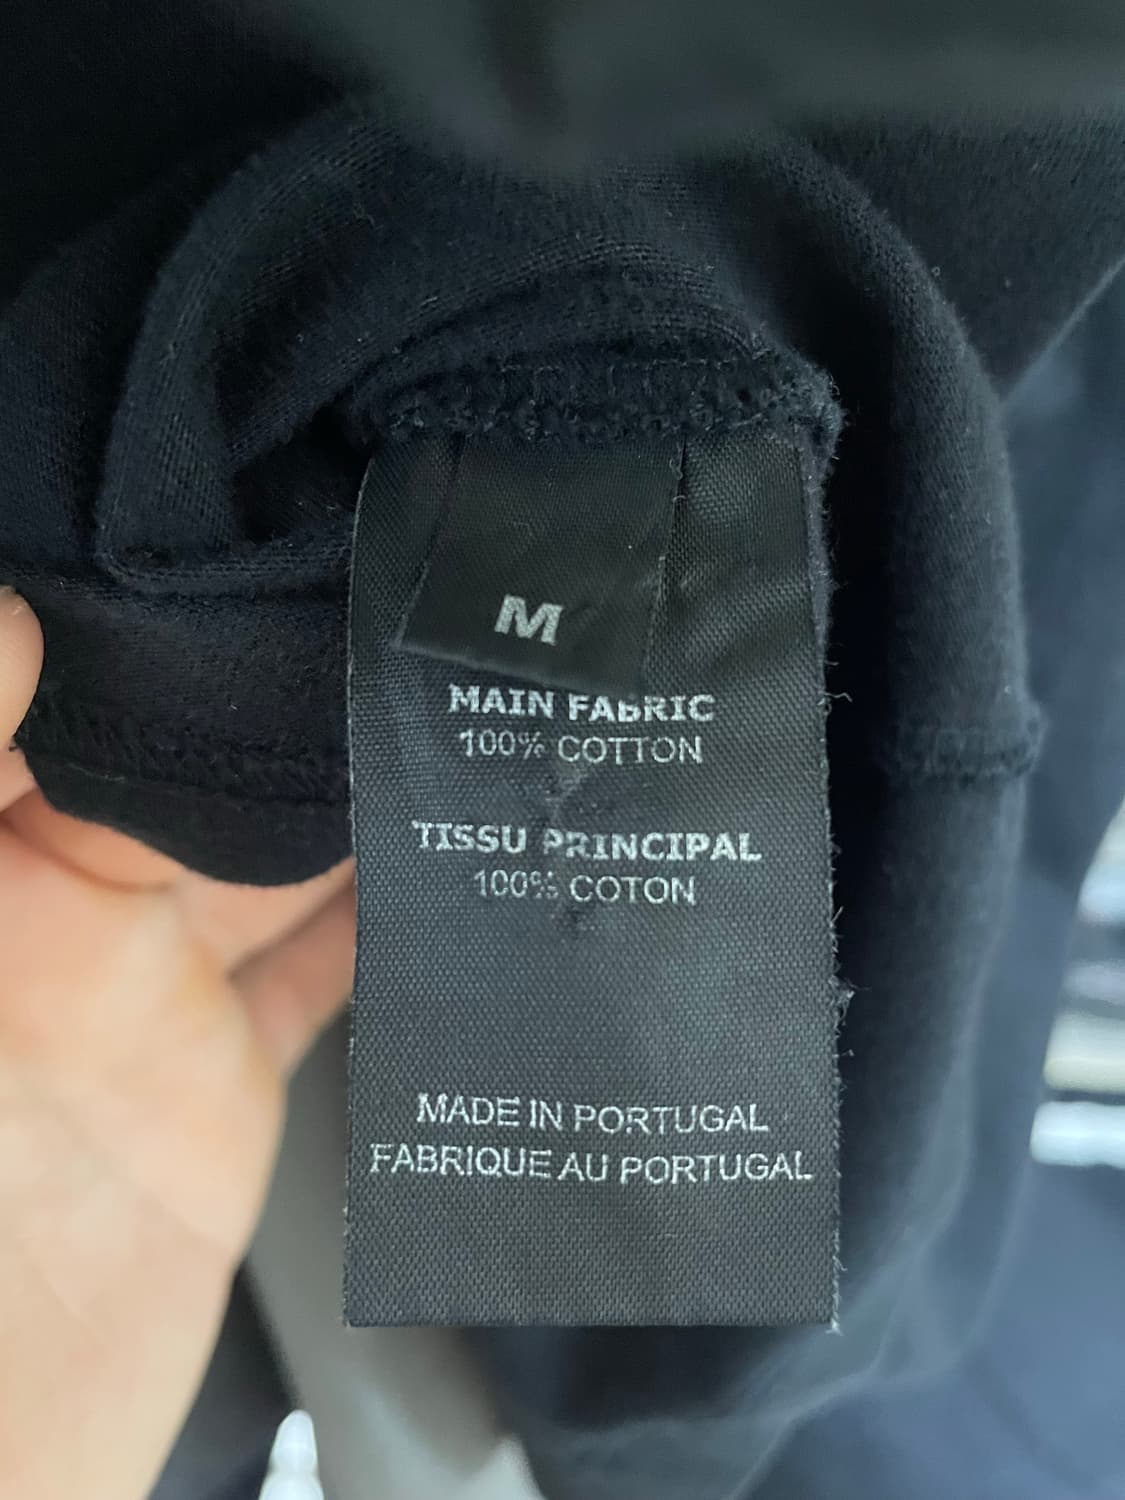 M
MAIN FABRIC
100% COTTON
TISSU PRINCIPAL
100% COTON
MADE IN PORTUGAL
FABRIQUE AU PORTUGAL